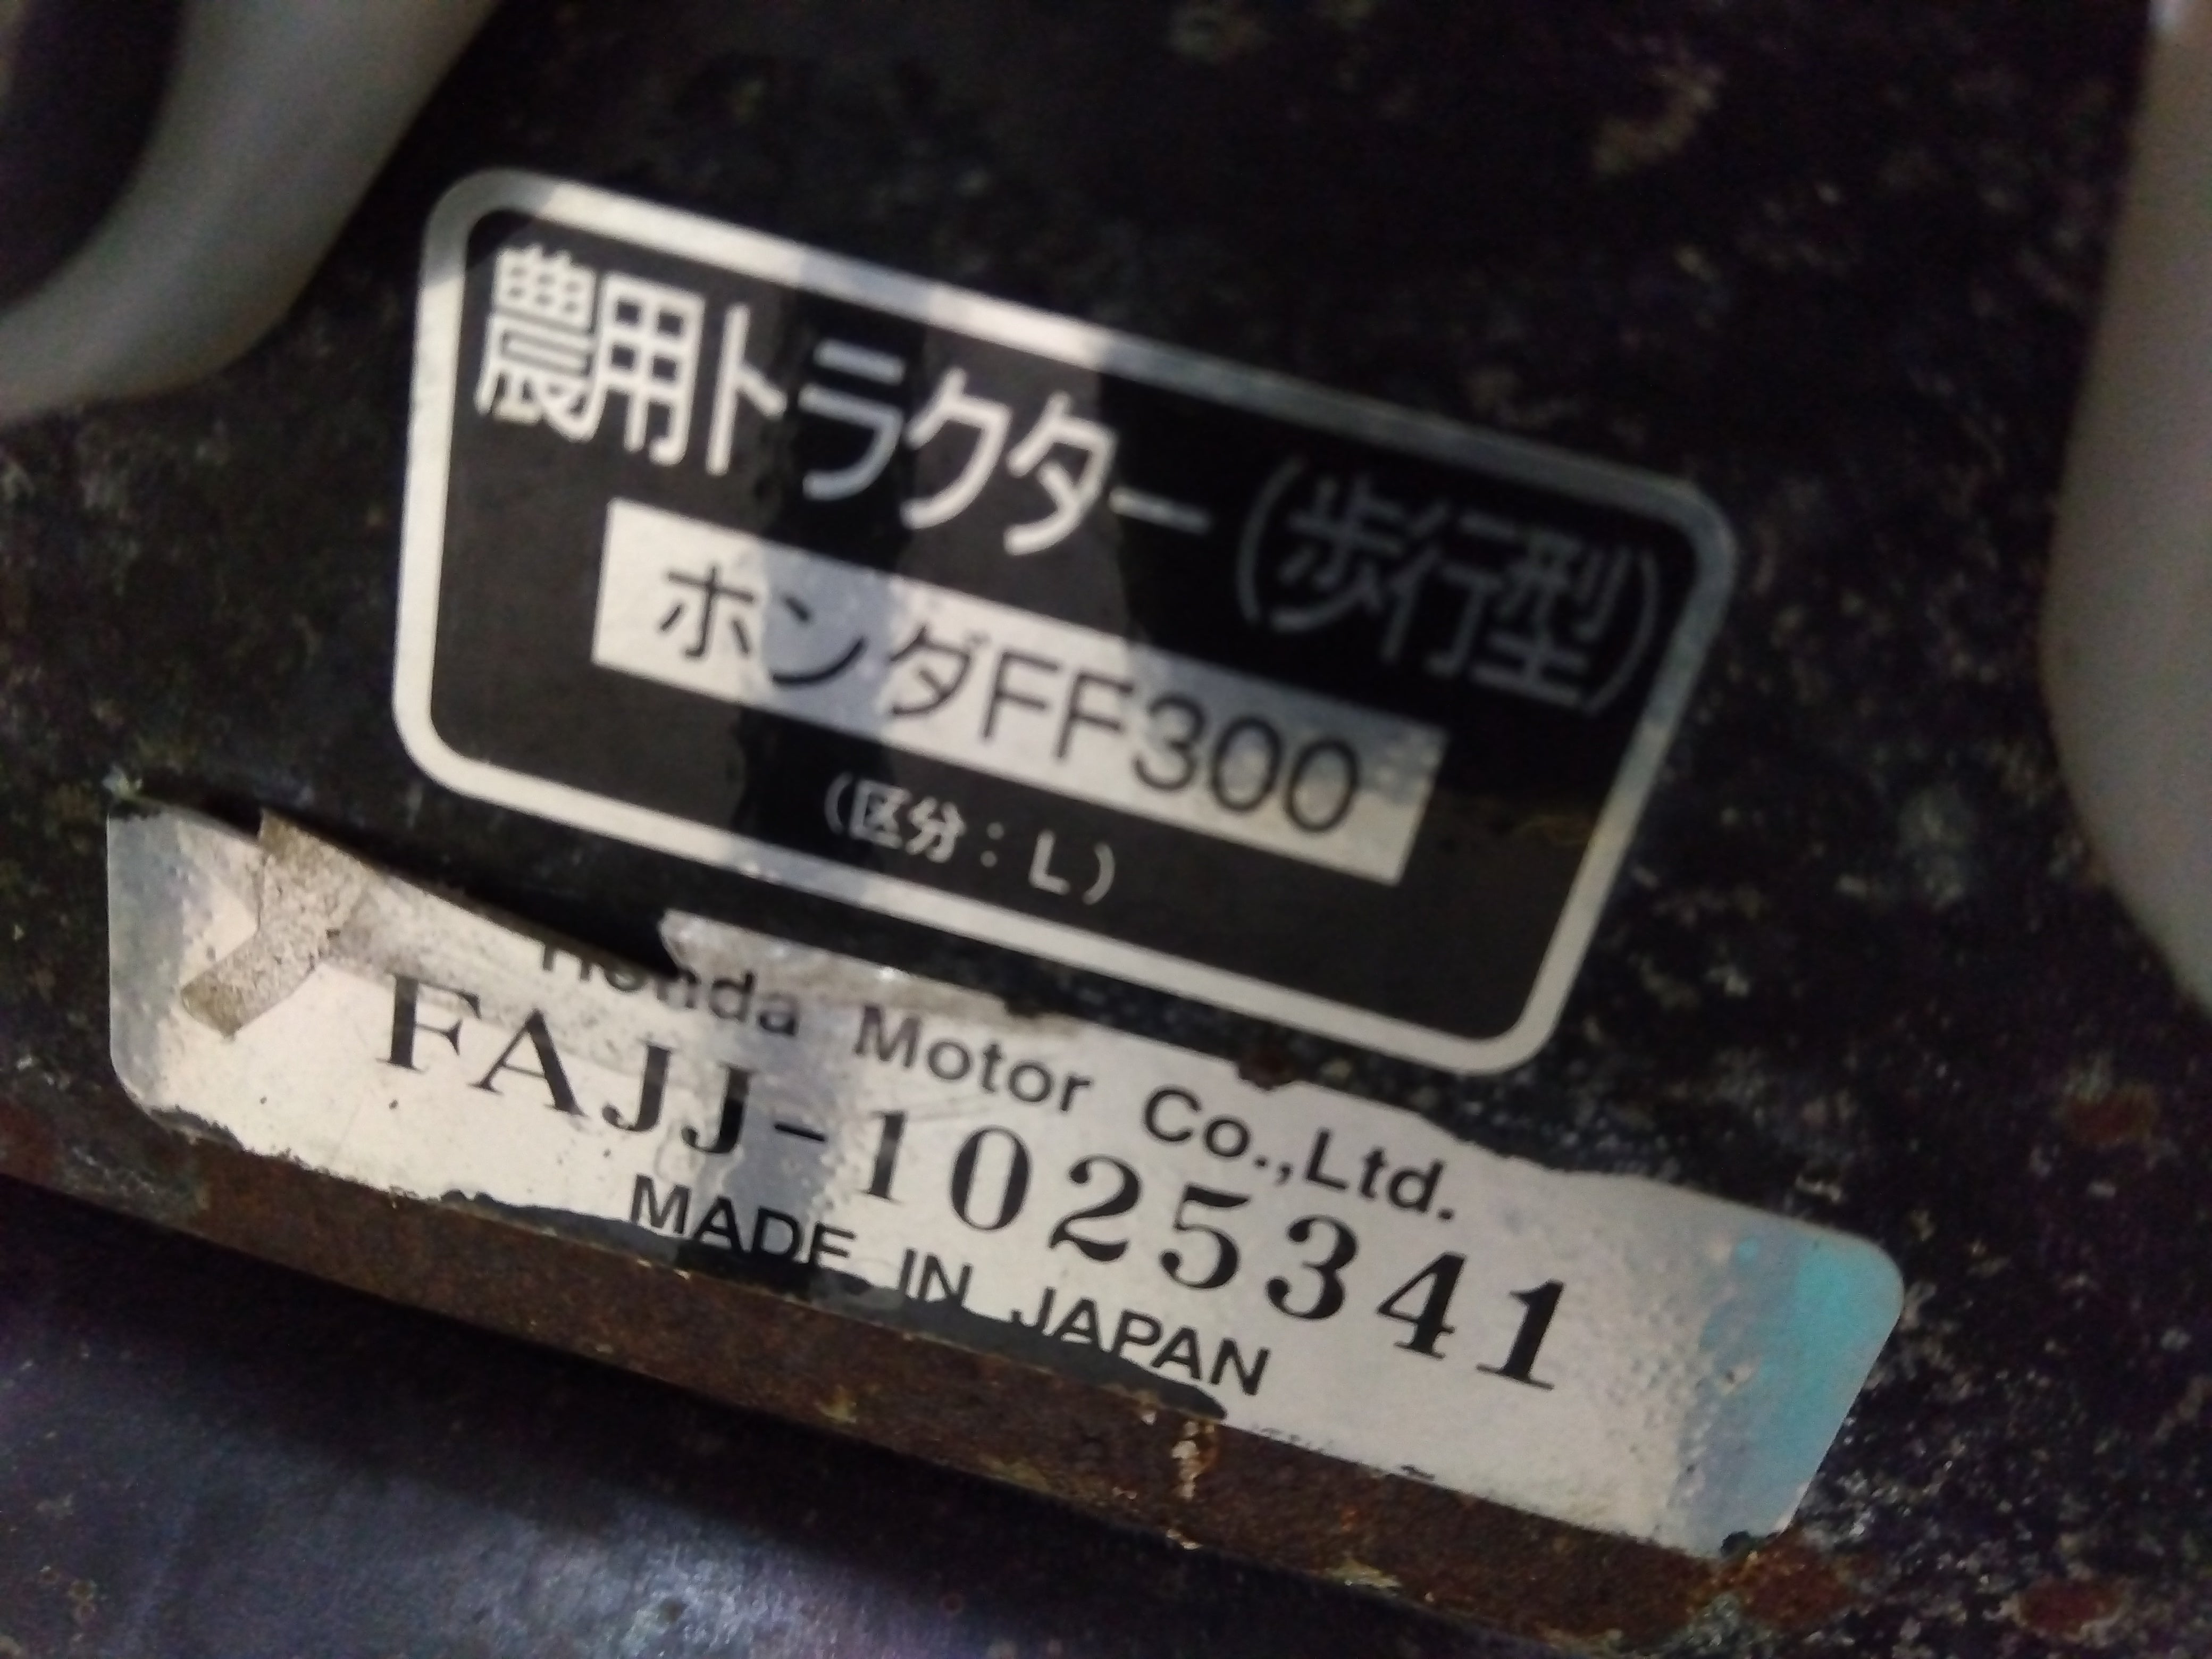 農用トラクター(歩行型)
ホンダFF300
(区分：L)
Honda Motor Co.,Ltd.
FAJJ-1025341
MADE IN JAPAN